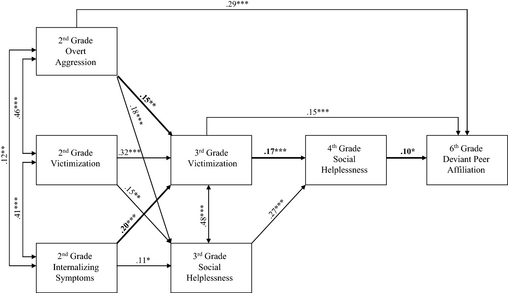 .29***
2nd Grade
Overt
Aggression
.15**
.18***
.46***
.12**
.15***
2nd Grade
Victimization
.32***
3rd Grade
Victimization
.17***
4th Grade
Social
Helplessness
.10*
6th Grade
Deviant Peer
Affiliation
.15**
.41***
.20***
.48***
.27***
2nd Grade
Internalizing
Symptoms
.11*
3rd Grade
Social
Helplessness